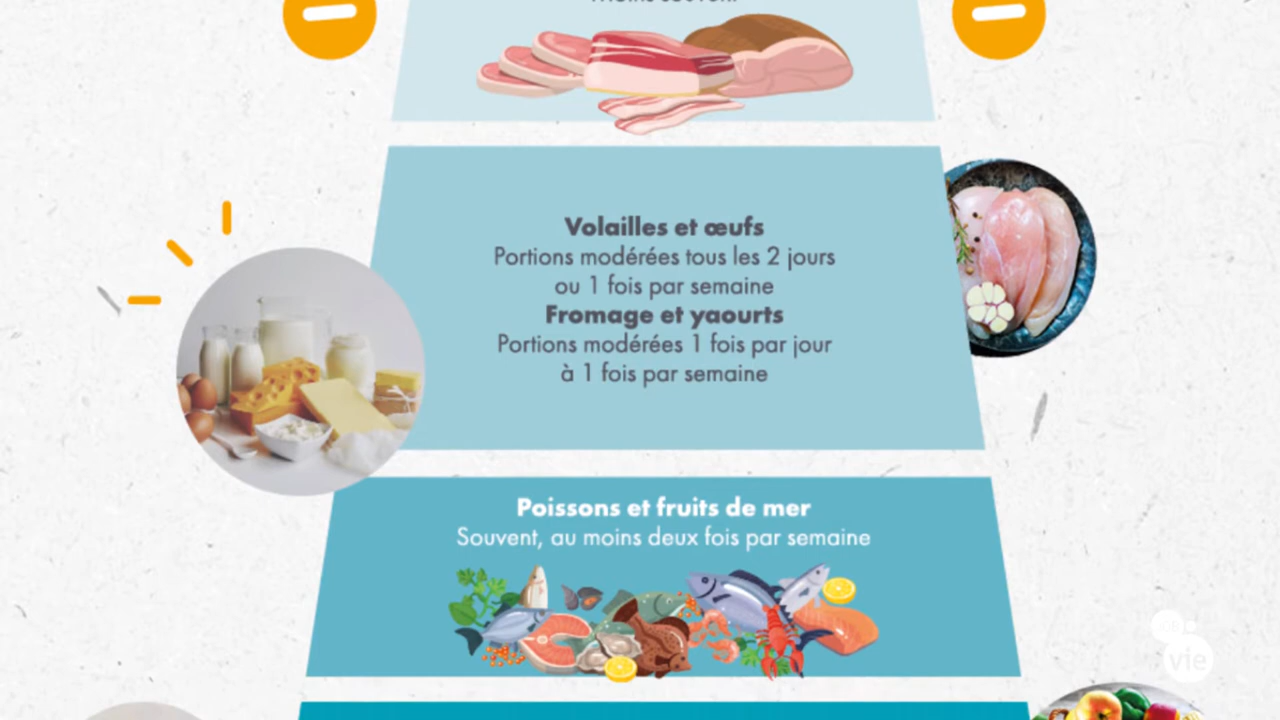 Volailles et œufs
Portions modérées tous les 2 jours
ou 1 fois par semaine
Fromage et yaourts
Portions modérées 1 fois par jour
à 1 fois par semaine
Poissons et fruits de mer
Souvent, au moins deux fois par semaine
vie